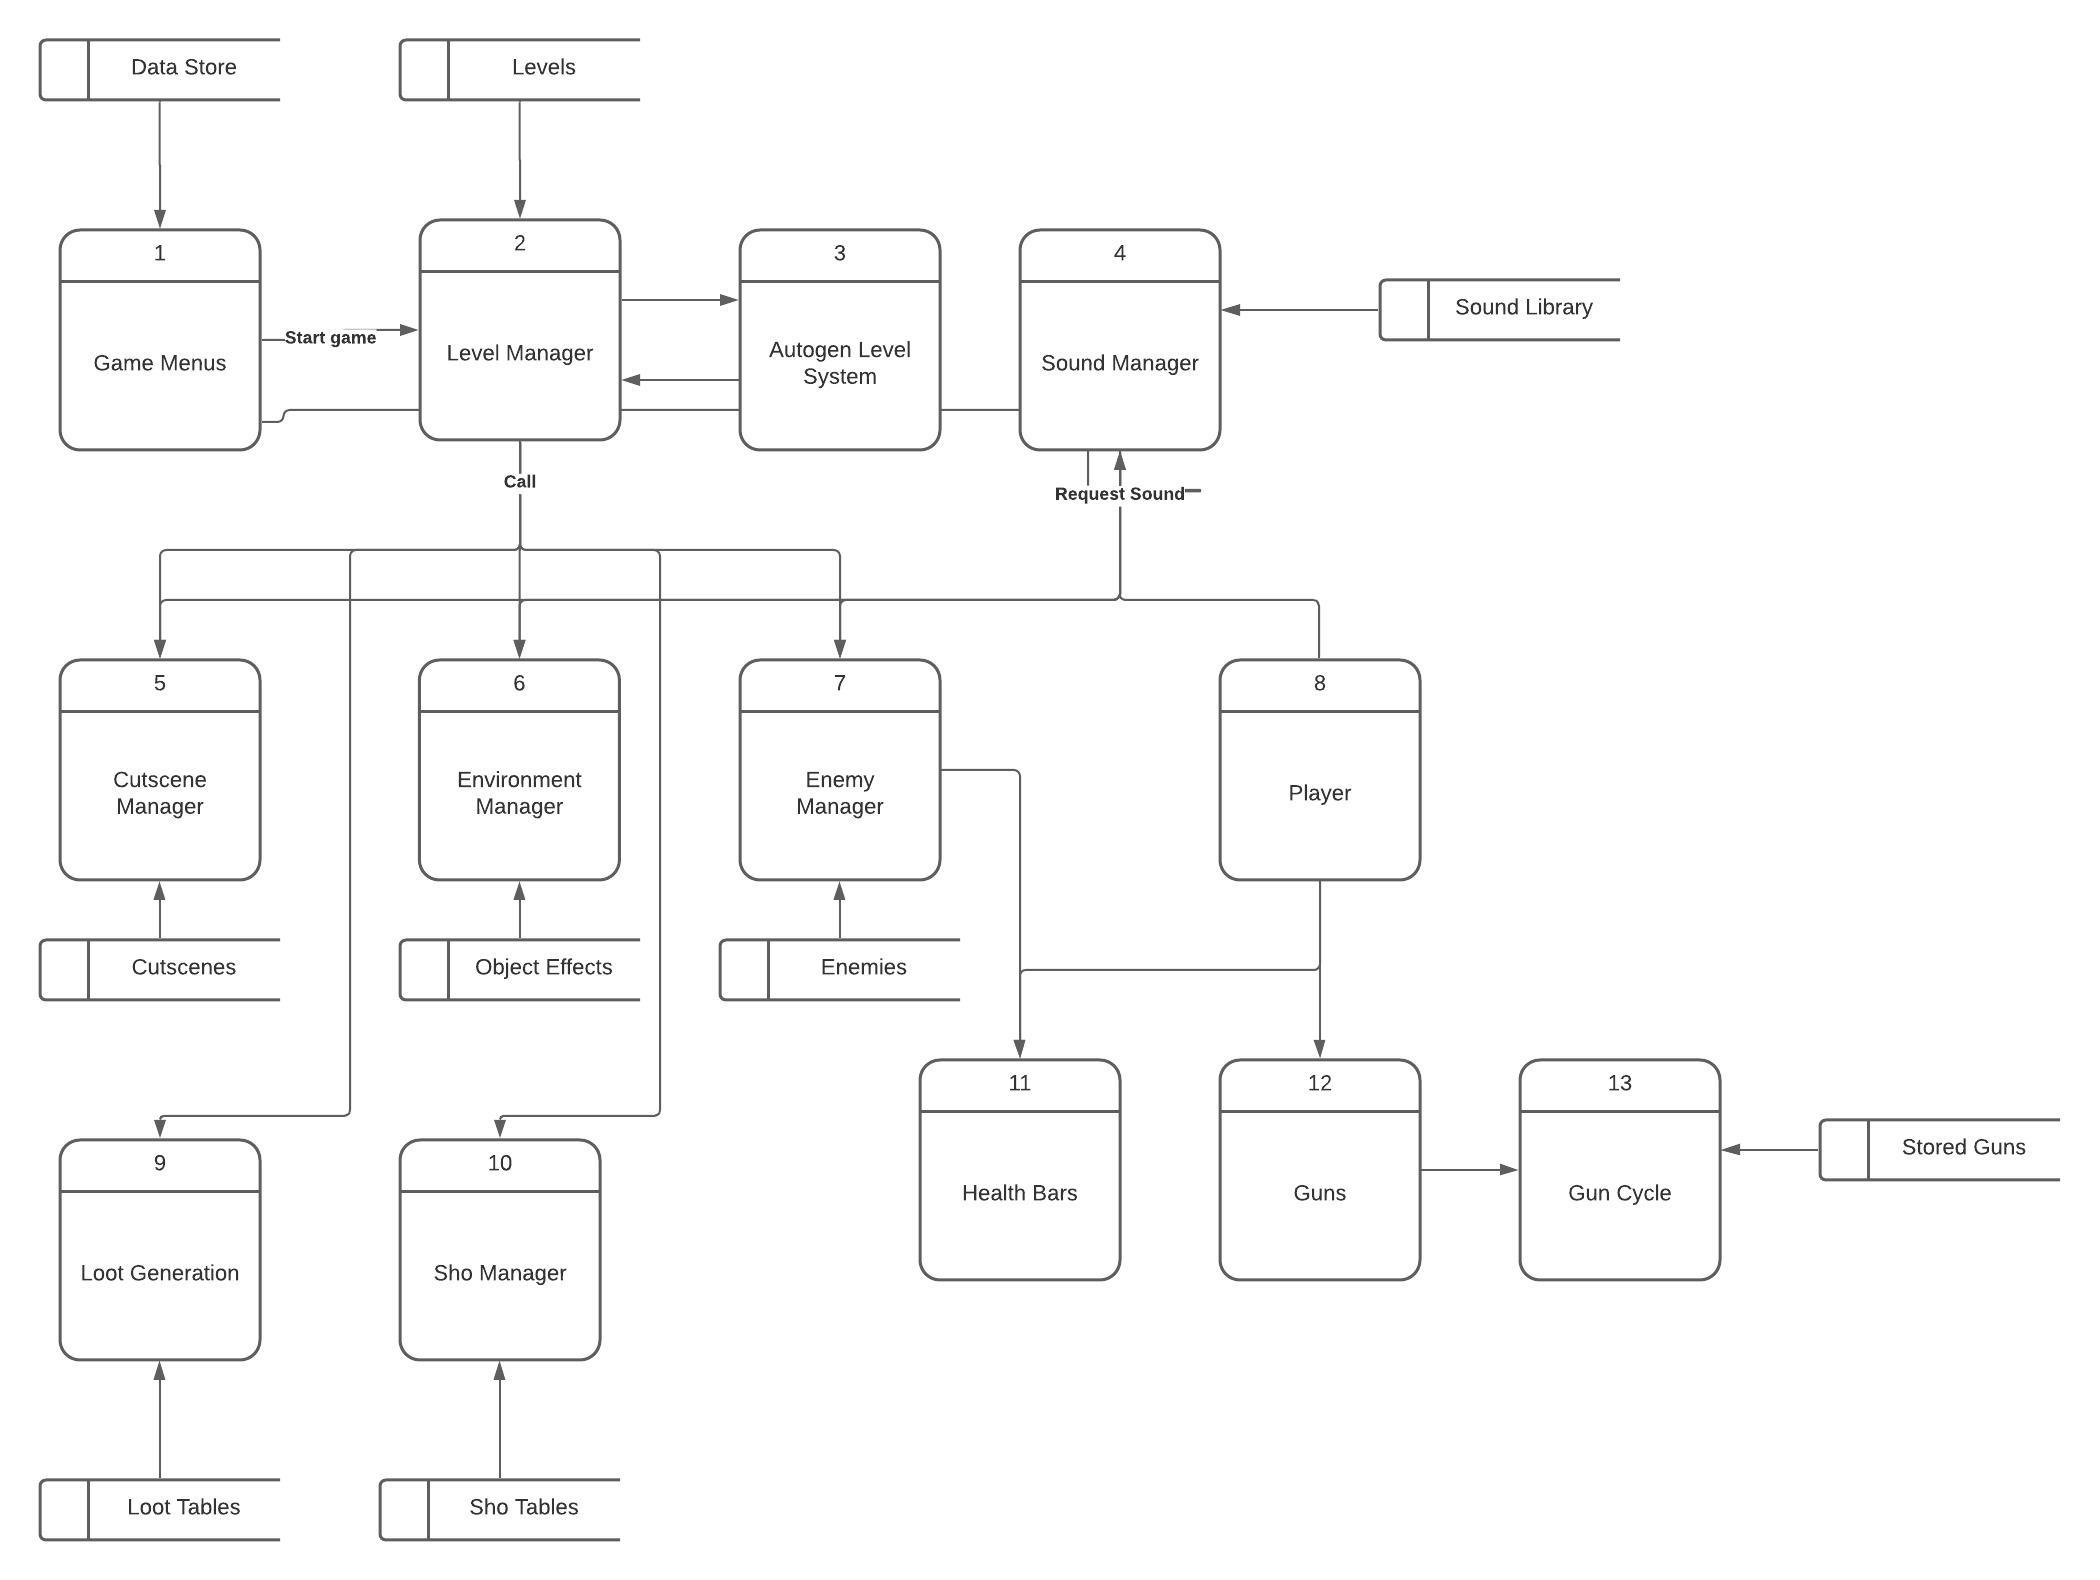 Data Store
Levels
1
Game Menus
Start game
2
Level Manager
3
Autogen Level
System
4
Sound Manager
Sound Library
Call
Request Sound
5
Cutscene
Manager
6
Environment
Manager
7
Enemy
Manager
8
Player
Cutscenes
Object Effects
Enemies
9
Loot Generation
10
Sho Manager
11
Health Bars
12
Guns
13
Gun Cycle
Stored Guns
Loot Tables
Sho Tables